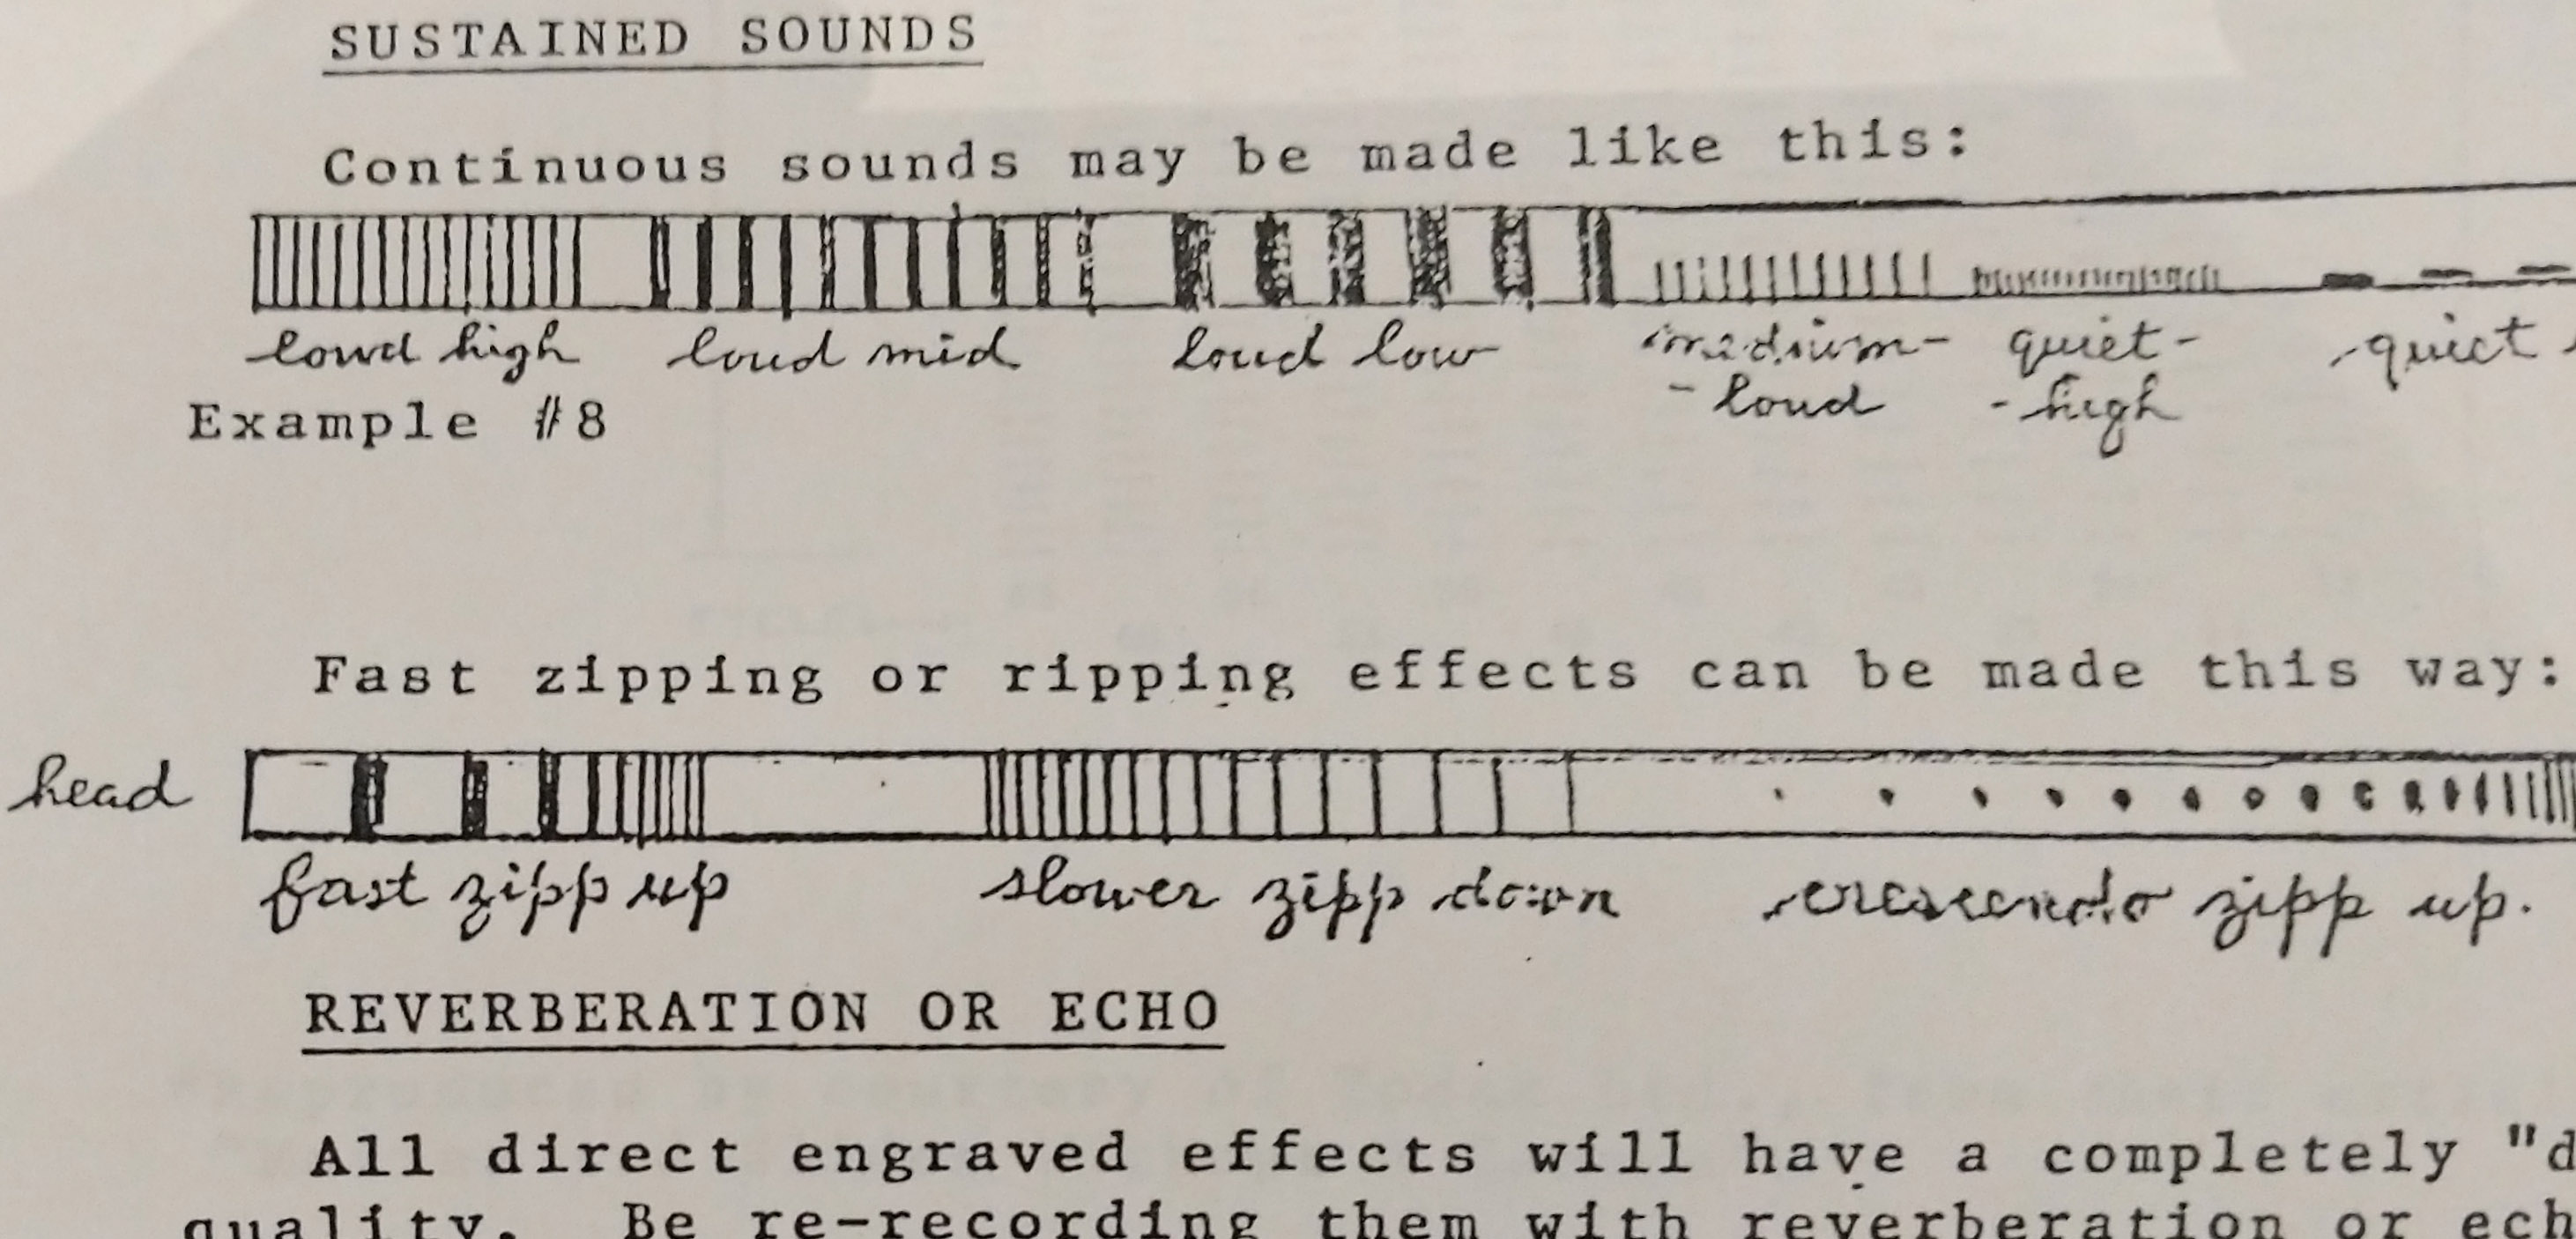 SUSTAINED SOUNDS
Continuous sounds may be made like this:
loud high loud mid loud low medium- quiet- quiet
-loud -high
Example #8
Fast zipping or ripping effects can be made this way:
head
fast zipp up slower zipp down crescendo zipp up.
REVERBERATION OR ECHO
All direct engraved effects will have a completely "d
quality. Be re-recording them with reverberation or ech